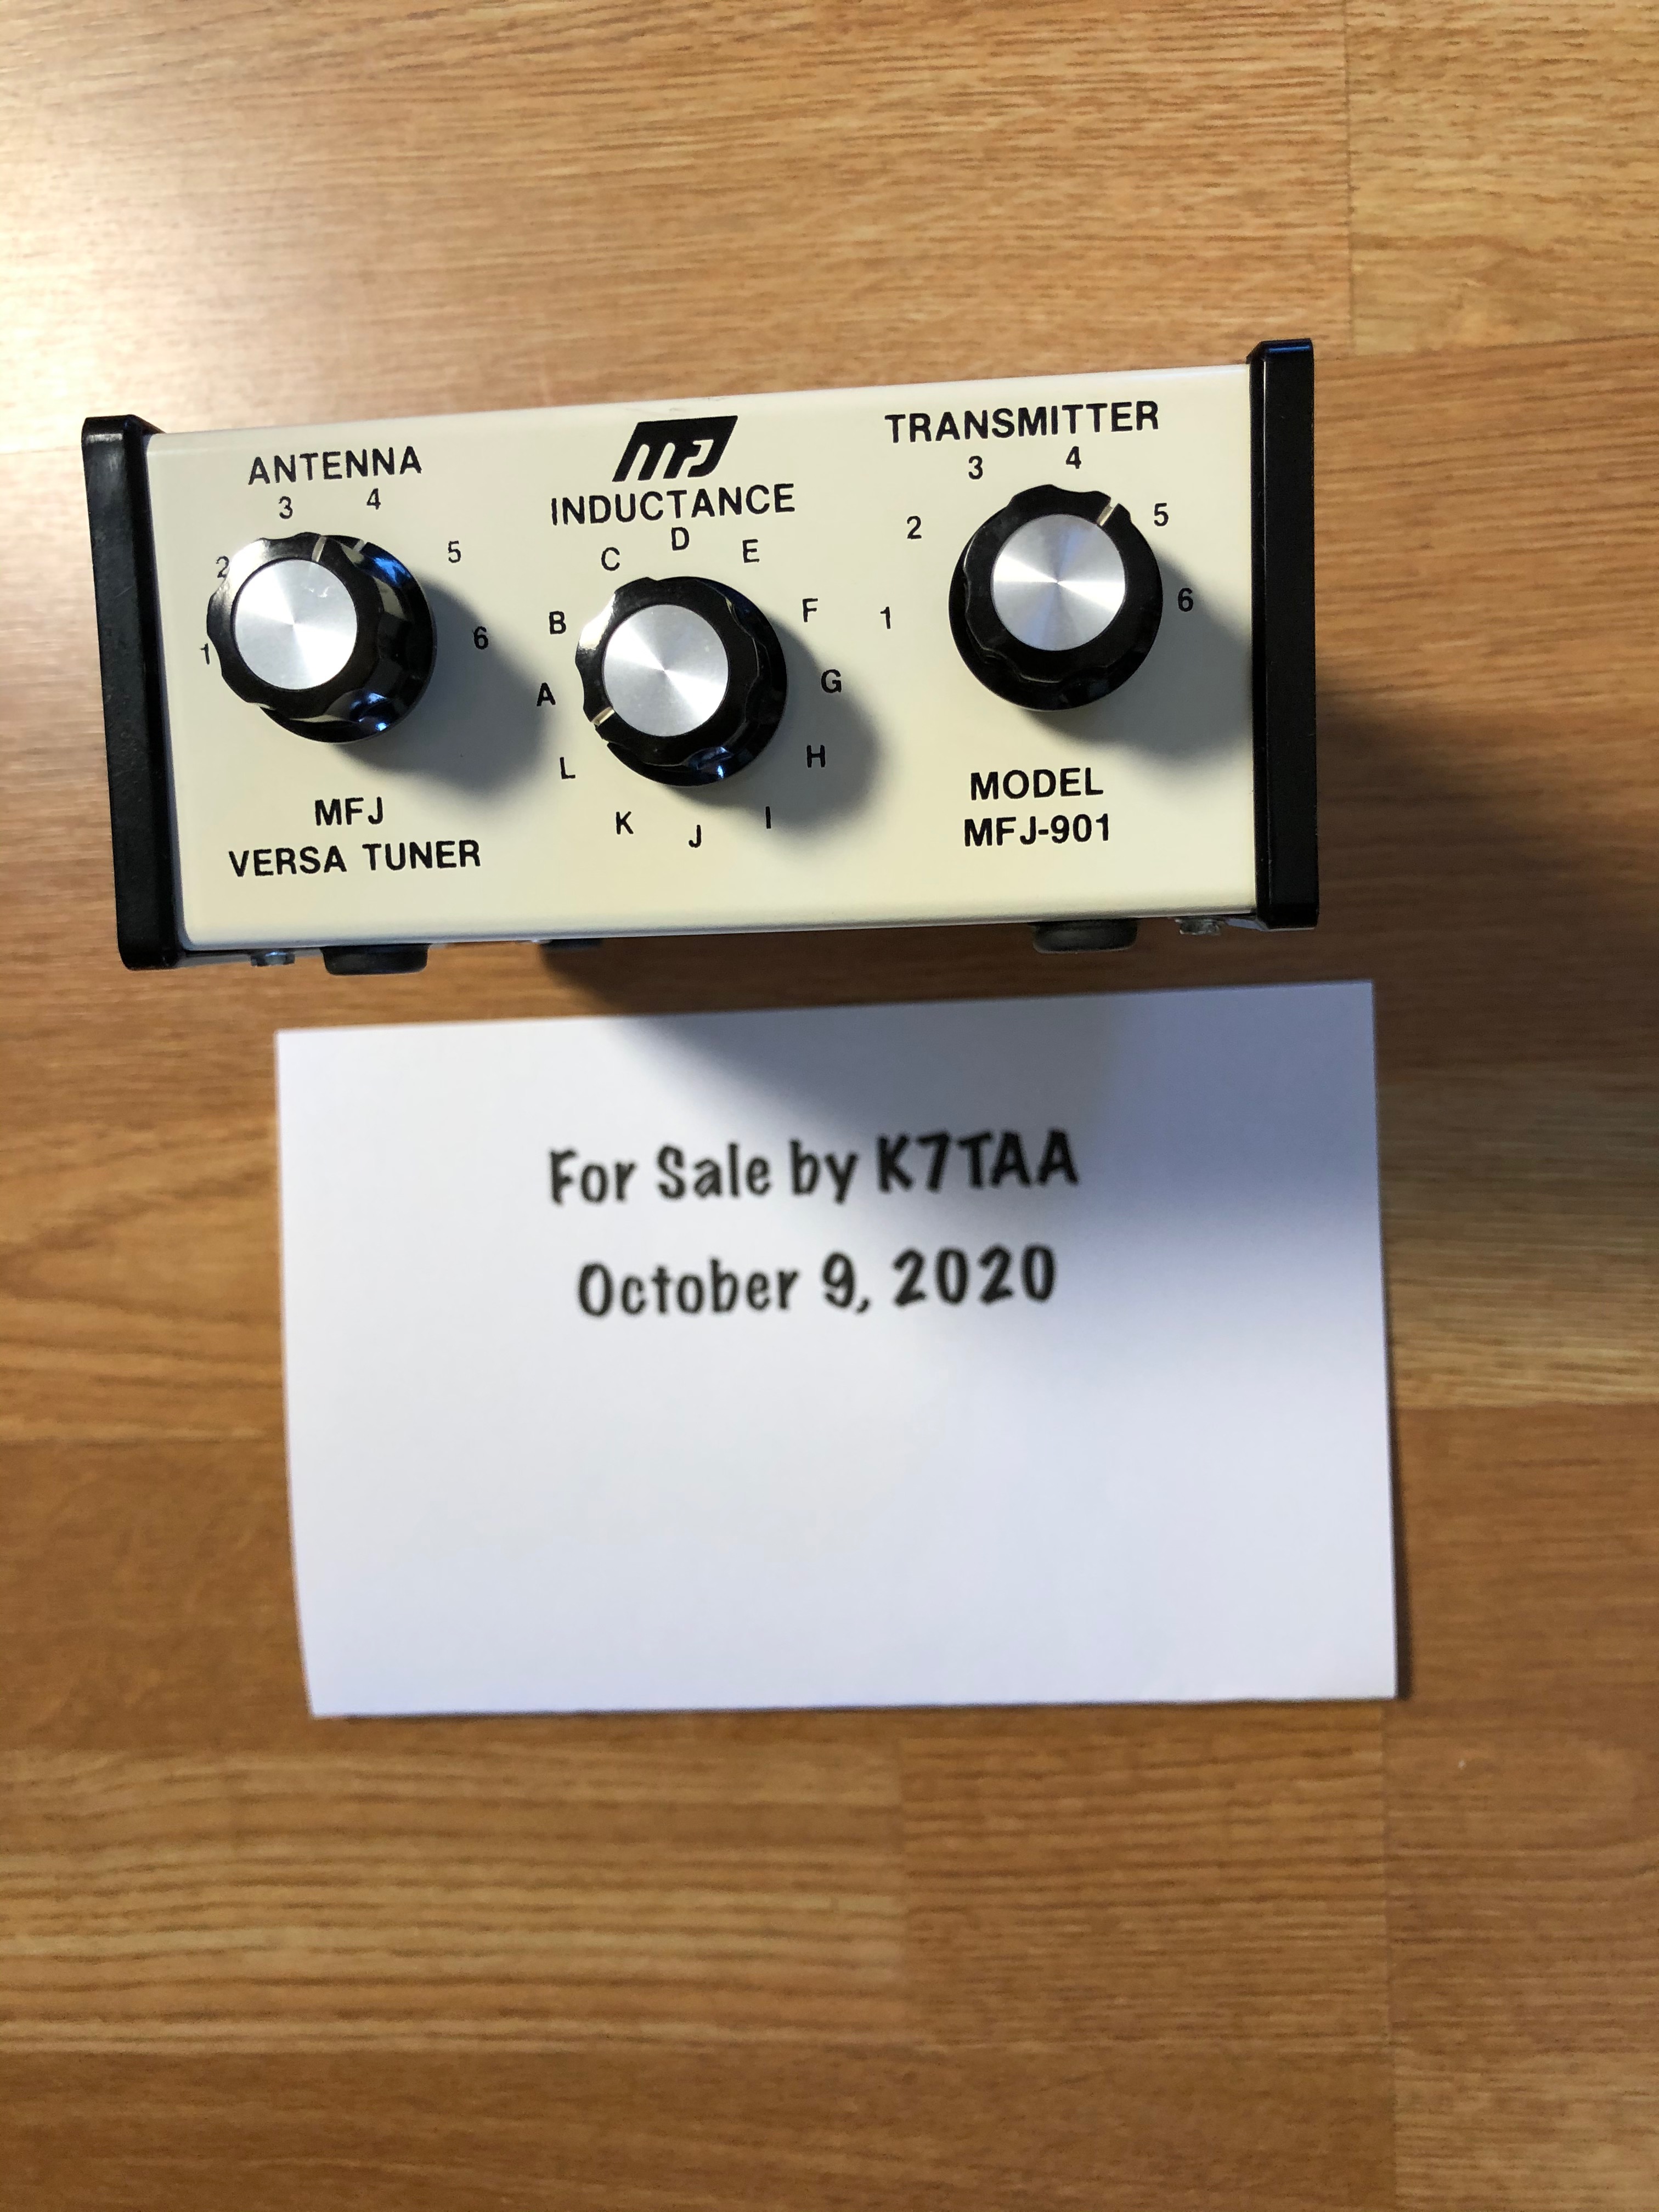 ANTENNA
1 2 3 4 5 6
MFJ
VERSA TUNER
MFJ
INDUCTANCE
A B C D E F G H I J K L
TRANSMITTER
1 2 3 4 5 6
MODEL
MFJ-901
For Sale by K7TAA
October 9, 2020